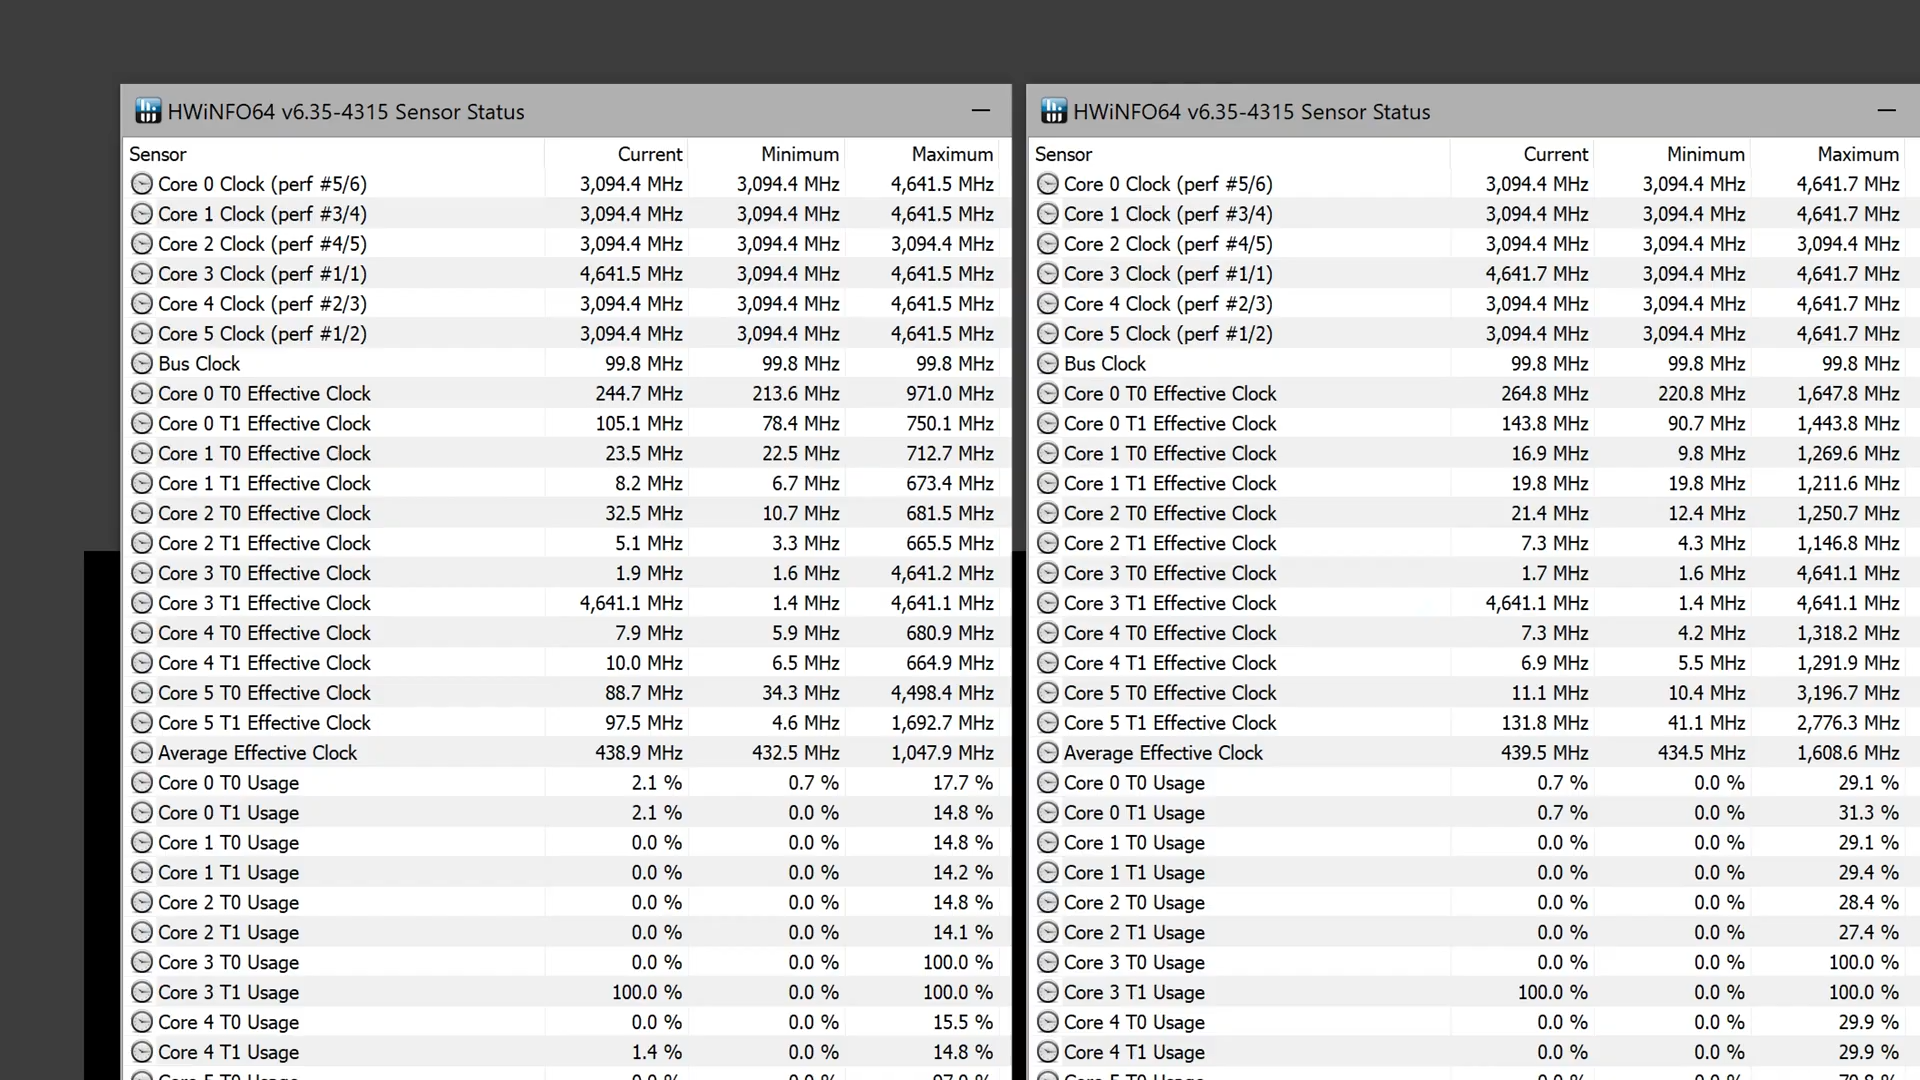 HWiNFO64 v6.35-4315 Sensor Status
Sensor Current Minimum Maximum
Core 0 Clock (perf #5/6) 3,094.4 MHz 3,094.4 MHz 4,641.5 MHz
Core 1 Clock (perf #3/4) 3,094.4 MHz 3,094.4 MHz 4,641.5 MHz
Core 2 Clock (perf #4/5) 3,094.4 MHz 3,094.4 MHz 3,094.4 MHz
Core 3 Clock (perf #1/1) 4,641.5 MHz 3,094.4 MHz 4,641.5 MHz
Core 4 Clock (perf #2/3) 3,094.4 MHz 3,094.4 MHz 4,641.5 MHz
Core 5 Clock (perf #1/2) 3,094.4 MHz 3,094.4 MHz 4,641.5 MHz
Bus Clock 99.8 MHz 99.8 MHz 99.8 MHz
Core 0 T0 Effective Clock 244.7 MHz 213.6 MHz 971.0 MHz
Core 0 T1 Effective Clock 105.1 MHz 78.4 MHz 750.1 MHz
Core 1 T0 Effective Clock 23.5 MHz 22.5 MHz 712.7 MHz
Core 1 T1 Effective Clock 8.2 MHz 6.7 MHz 673.4 MHz
Core 2 T0 Effective Clock 32.5 MHz 10.7 MHz 681.5 MHz
Core 2 T1 Effective Clock 5.1 MHz 3.3 MHz 665.5 MHz
Core 3 T0 Effective Clock 1.9 MHz 1.6 MHz 4,641.2 MHz
Core 3 T1 Effective Clock 4,641.1 MHz 1.4 MHz 4,641.1 MHz
Core 4 T0 Effective Clock 7.9 MHz 5.9 MHz 680.9 MHz
Core 4 T1 Effective Clock 10.0 MHz 6.5 MHz 664.9 MHz
Core 5 T0 Effective Clock 88.7 MHz 34.3 MHz 4,498.4 MHz
Core 5 T1 Effective Clock 97.5 MHz 4.6 MHz 1,692.7 MHz
Average Effective Clock 438.9 MHz 432.5 MHz 1,047.9 MHz
Core 0 T0 Usage 2.1 % 0.7 % 17.7 %
Core 0 T1 Usage 2.1 % 0.0 % 14.8 %
Core 1 T0 Usage 0.0 % 0.0 % 14.8 %
Core 1 T1 Usage 0.0 % 0.0 % 14.2 %
Core 2 T0 Usage 0.0 % 0.0 % 14.8 %
Core 2 T1 Usage 0.0 % 0.0 % 14.1 %
Core 3 T0 Usage 0.0 % 0.0 % 100.0 %
Core 3 T1 Usage 100.0 % 0.0 % 100.0 %
Core 4 T0 Usage 0.0 % 0.0 % 15.5 %
Core 4 T1 Usage 1.4 % 0.0 % 14.8 %
HWiNFO64 v6.35-4315 Sensor Status
Sensor Current Minimum Maximum
Core 0 Clock (perf #5/6) 3,094.4 MHz 3,094.4 MHz 4,641.7 MHz
Core 1 Clock (perf #3/4) 3,094.4 MHz 3,094.4 MHz 4,641.7 MHz
Core 2 Clock (perf #4/5) 3,094.4 MHz 3,094.4 MHz 3,094.4 MHz
Core 3 Clock (perf #1/1) 4,641.7 MHz 3,094.4 MHz 4,641.7 MHz
Core 4 Clock (perf #2/3) 3,094.4 MHz 3,094.4 MHz 4,641.7 MHz
Core 5 Clock (perf #1/2) 3,094.4 MHz 3,094.4 MHz 4,641.7 MHz
Bus Clock 99.8 MHz 99.8 MHz 99.8 MHz
Core 0 T0 Effective Clock 264.8 MHz 220.8 MHz 1,647.8 MHz
Core 0 T1 Effective Clock 143.8 MHz 90.7 MHz 1,443.8 MHz
Core 1 T0 Effective Clock 16.9 MHz 9.8 MHz 1,269.6 MHz
Core 1 T1 Effective Clock 19.8 MHz 19.8 MHz 1,211.6 MHz
Core 2 T0 Effective Clock 21.4 MHz 12.4 MHz 1,250.7 MHz
Core 2 T1 Effective Clock 7.3 MHz 4.3 MHz 1,146.8 MHz
Core 3 T0 Effective Clock 1.7 MHz 1.6 MHz 4,641.1 MHz
Core 3 T1 Effective Clock 4,641.1 MHz 1.4 MHz 4,641.1 MHz
Core 4 T0 Effective Clock 7.3 MHz 4.2 MHz 1,318.2 MHz
Core 4 T1 Effective Clock 6.9 MHz 5.5 MHz 1,291.9 MHz
Core 5 T0 Effective Clock 11.1 MHz 10.4 MHz 3,196.7 MHz
Core 5 T1 Effective Clock 131.8 MHz 41.1 MHz 2,776.3 MHz
Average Effective Clock 439.5 MHz 434.5 MHz 1,608.6 MHz
Core 0 T0 Usage 0.7 % 0.0 % 29.1 %
Core 0 T1 Usage 0.7 % 0.0 % 31.3 %
Core 1 T0 Usage 0.0 % 0.0 % 29.1 %
Core 1 T1 Usage 0.0 % 0.0 % 29.4 %
Core 2 T0 Usage 0.0 % 0.0 % 28.4 %
Core 2 T1 Usage 0.0 % 0.0 % 27.4 %
Core 3 T0 Usage 0.0 % 0.0 % 100.0 %
Core 3 T1 Usage 100.0 % 0.0 % 100.0 %
Core 4 T0 Usage 0.0 % 0.0 % 29.9 %
Core 4 T1 Usage 0.0 % 0.0 % 29.9 %